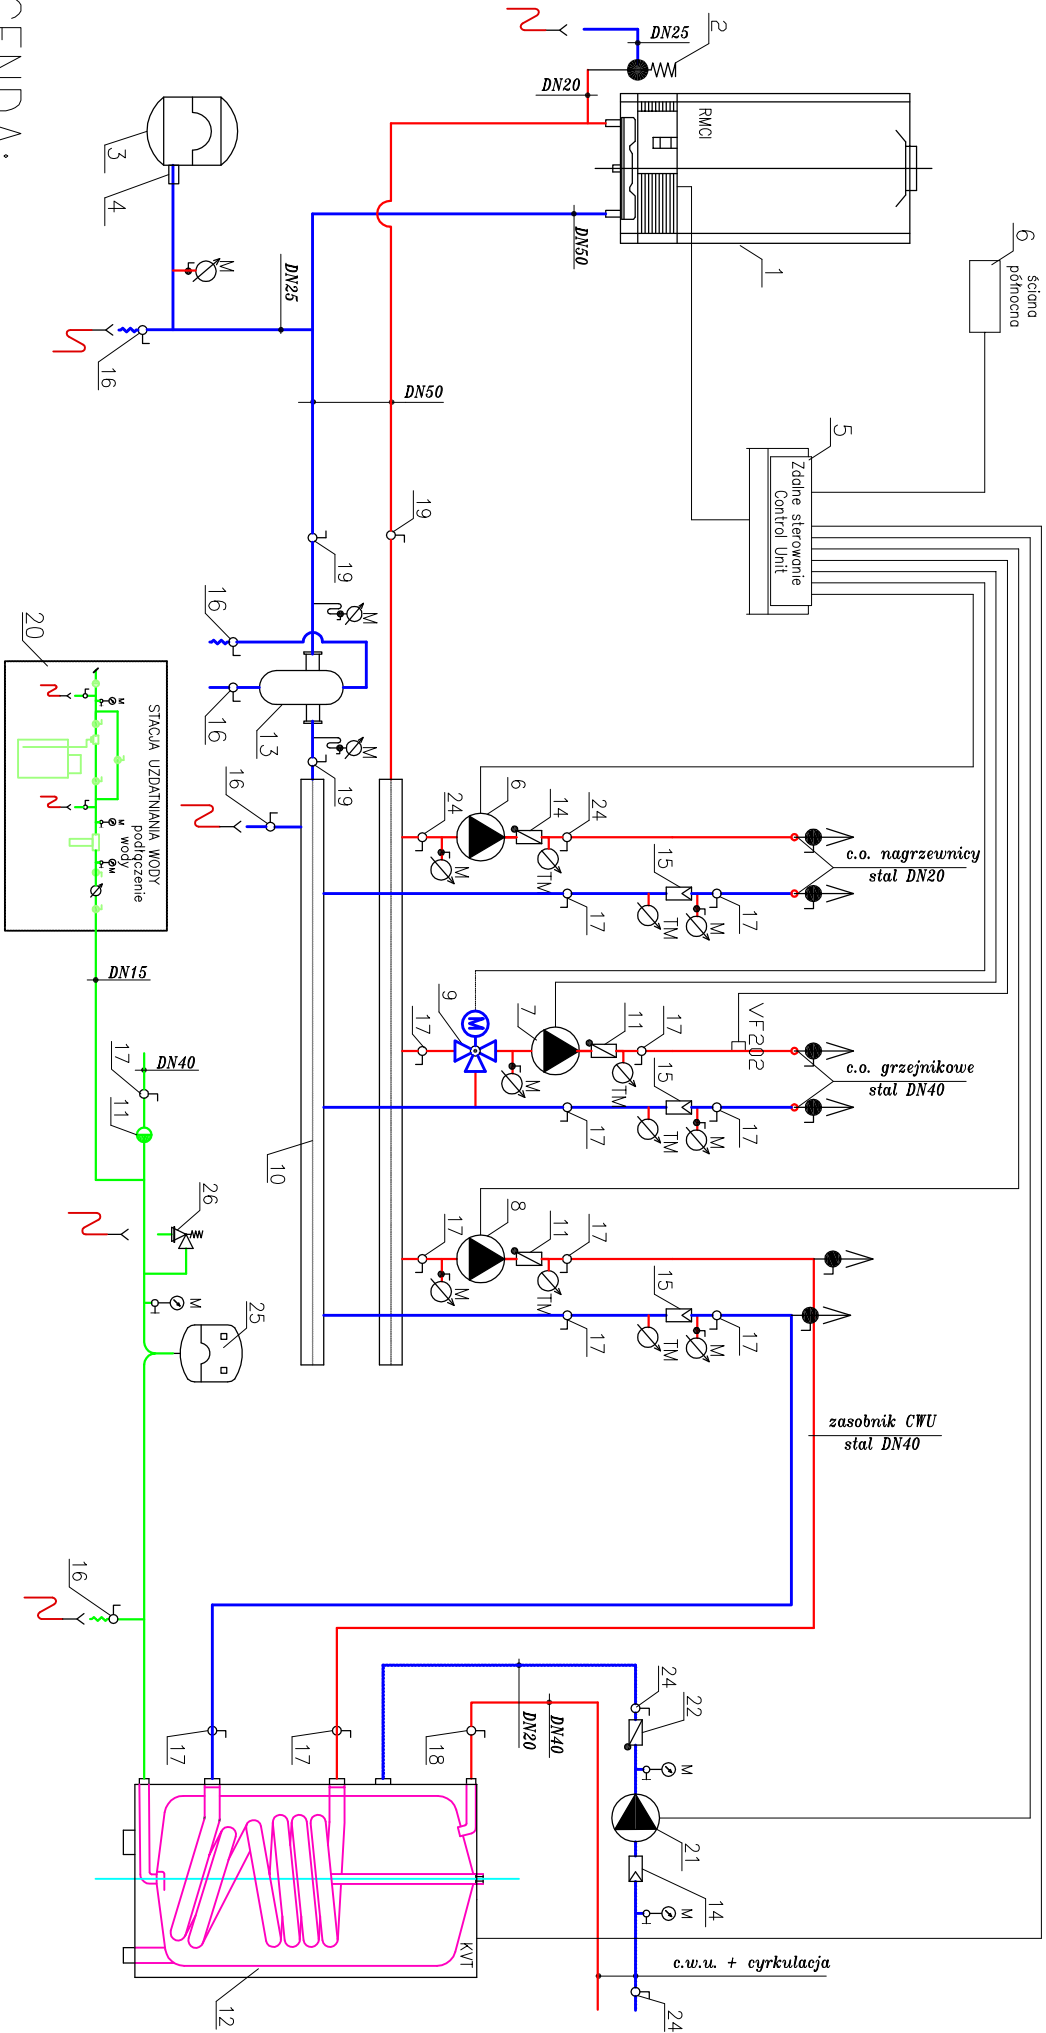 2
DN25
DN20
RMCI
DN50
1
6
ściana
północna
3
4
M
DN25
16
DN50
5
Zdalne sterowanie
Control Unit
19
19
M
16
16
13
M
19
16
20
STACJA UZDATNIANIA WODY
podłączenie
wody
M
M
M
DN15
24
6
14
24
M
TM
15
17
TM
M
17
c.o. nagrzewnicy
stal DN20
17
9
M
7
11
17
M
TM
VF202
15
17
TM
M
17
c.o. grzejnikowe
stal DN40
10
17
8
11
17
M
TM
15
17
TM
M
17
DN40
17
11
26
M
25
zasobnik CWU
stal DN40
16
17
17
18
DN20
DN40
24
22
M
21
14
M
c.w.u. + cyrkulacja
24
KVT
12